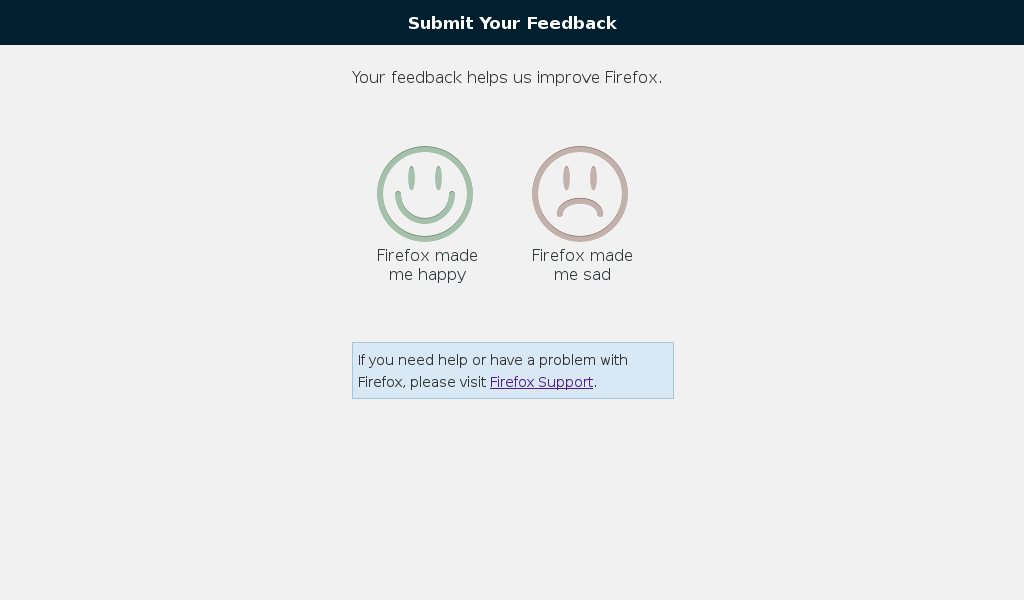 Submit Your Feedback
Your feedback helps us improve Firefox.
Firefox made
me happy
Firefox made
me sad
If you need help or have a problem with
Firefox, please visit Firefox Support.